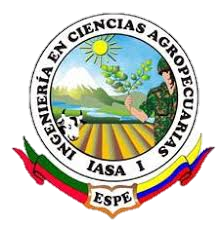 INGENIERÍA EN CIENCIAS AGROPECUARIAS
IASA I
ESPE